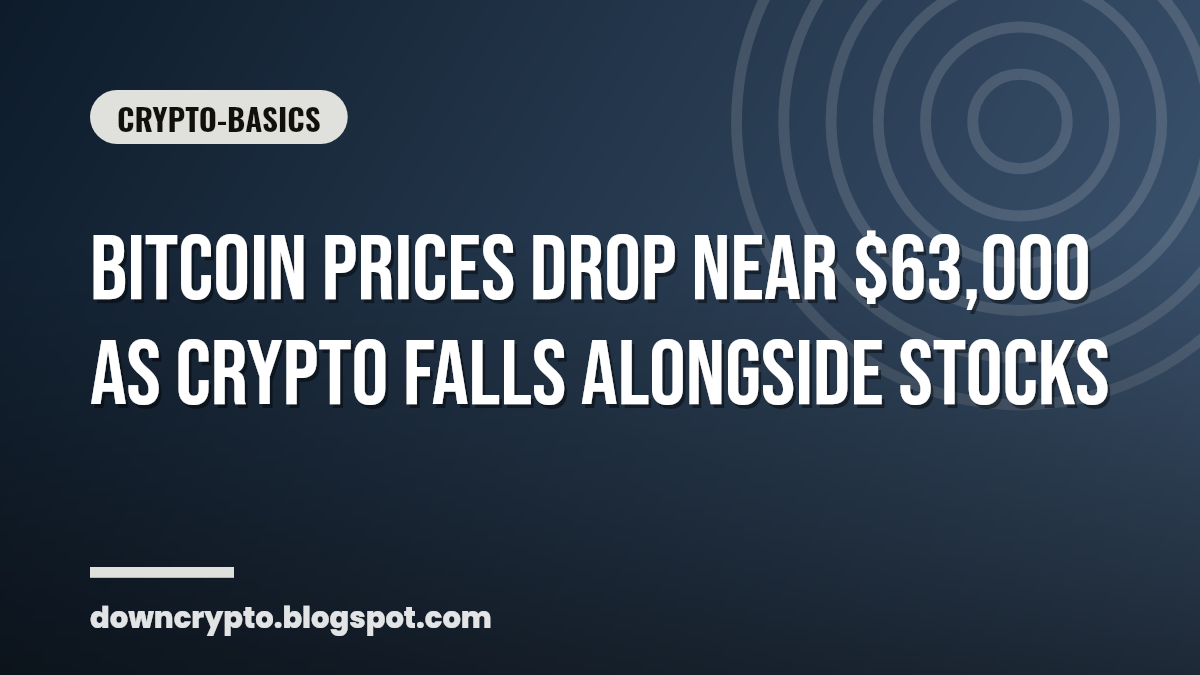 CRYPTO-BASICS
BITCOIN PRICES DROP NEAR $63,000
AS CRYPTO FALLS ALONGSIDE STOCKS
downcrypto.blogspot.com